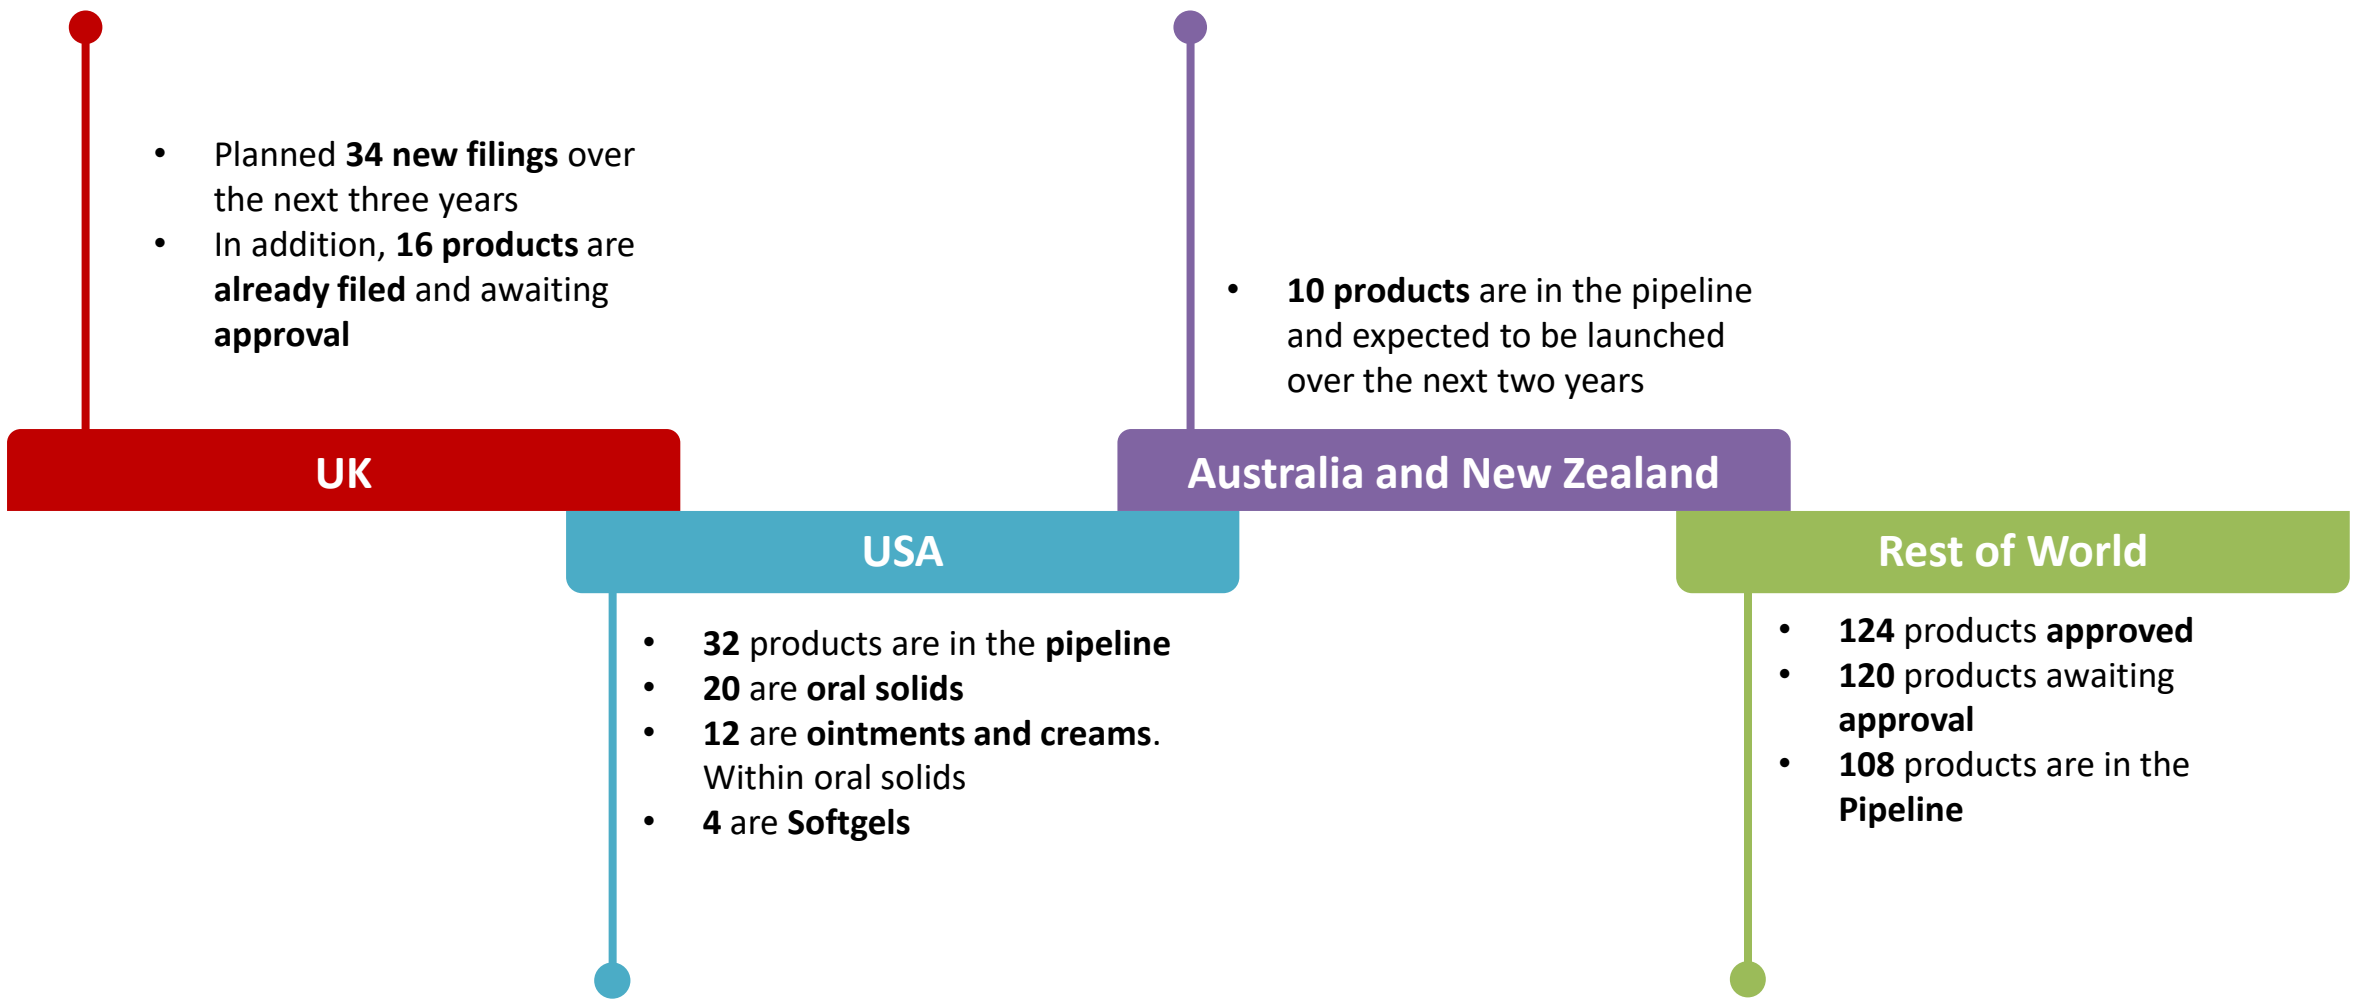 • Planned 34 new filings over
the next three years
• In addition, 16 products are
already filed and awaiting
approval
UK
• 32 products are in the pipeline
• 20 are oral solids
• 12 are ointments and creams.
Within oral solids
• 4 are Softgels
USA
• 10 products are in the pipeline
and expected to be launched
over the next two years
Australia and New Zealand
Rest of World
• 124 products approved
• 120 products awaiting
approval
• 108 products are in the
Pipeline